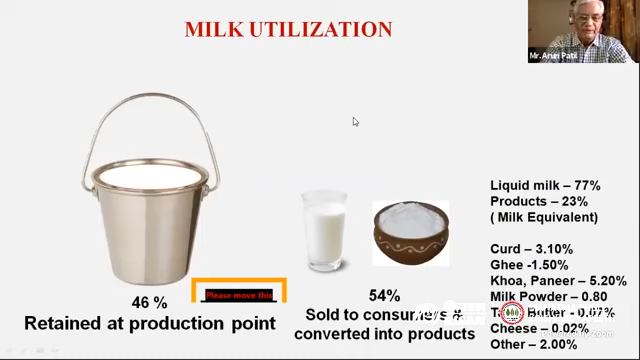 MILK UTILIZATION
Mr. Arun Patil
Liquid milk – 77%
Products – 23%
( Milk Equivalent)
Curd – 3.10%
Ghee -1.50%
Khoa, Paneer – 5.20%
Milk Powder – 0.80
Butter - 0.07%
Cheese – 0.02%
Other – 2.00%
46 %
Retained at production point
Please move this
54%
Sold to consumers &
converted into products